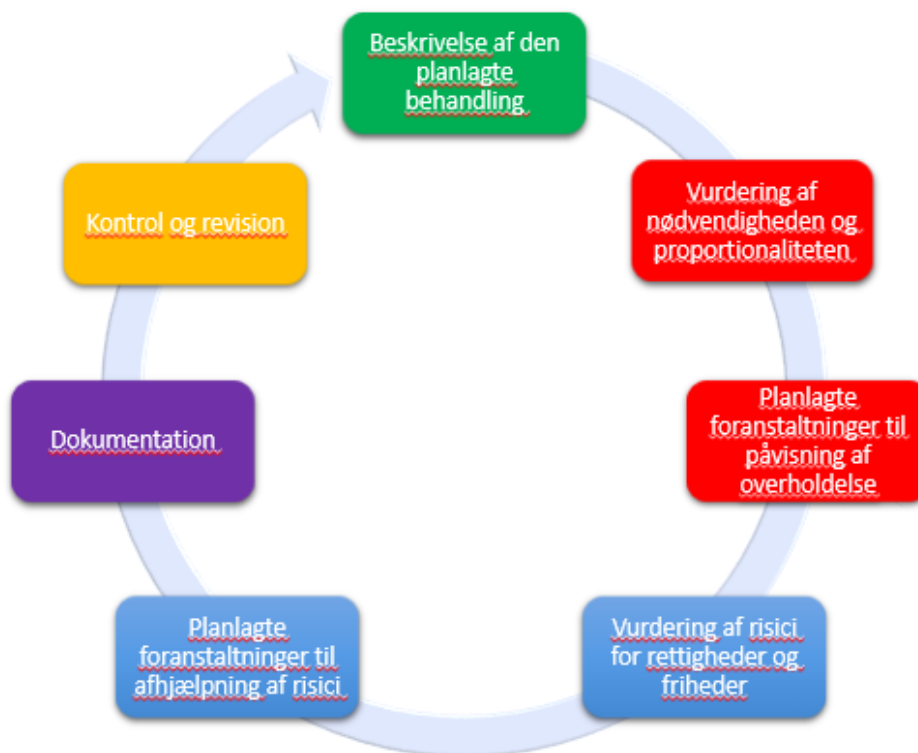 Beskrivelse af den
planlagte
behandling
Vurdering af
nødvendigheden og
proportionaliteten
Planlagte
foranstaltninger til
påvisning af
overholdelse
Vurdering af risici
for rettigheder og
friheder
Planlagte
foranstaltninger til
afhjælpning af risici
Dokumentation
Kontrol og revision